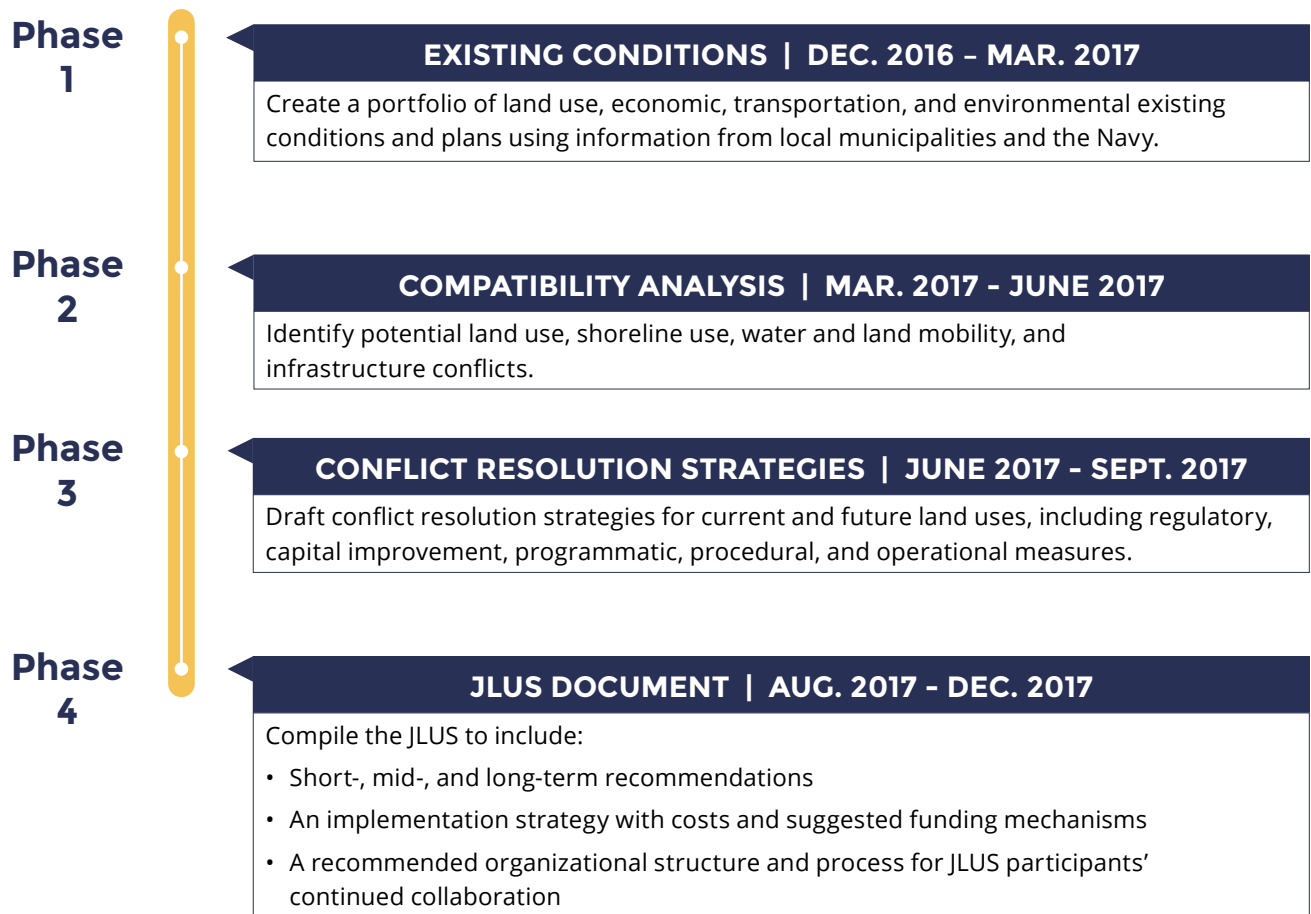 Phase
1
EXISTING CONDITIONS | DEC. 2016 – MAR. 2017
Create a portfolio of land use, economic, transportation, and environmental existing
conditions and plans using information from local municipalities and the Navy.
Phase
2
COMPATIBILITY ANALYSIS | MAR. 2017 - JUNE 2017
Identify potential land use, shoreline use, water and land mobility, and
infrastructure conflicts.
Phase
3
CONFLICT RESOLUTION STRATEGIES | JUNE 2017 - SEPT. 2017
Draft conflict resolution strategies for current and future land uses, including regulatory,
capital improvement, programmatic, procedural, and operational measures.
Phase
4
JLUS DOCUMENT | AUG. 2017 - DEC. 2017
Compile the JLUS to include:
• Short-, mid-, and long-term recommendations
• An implementation strategy with costs and suggested funding mechanisms
• A recommended organizational structure and process for JLUS participants’
continued collaboration